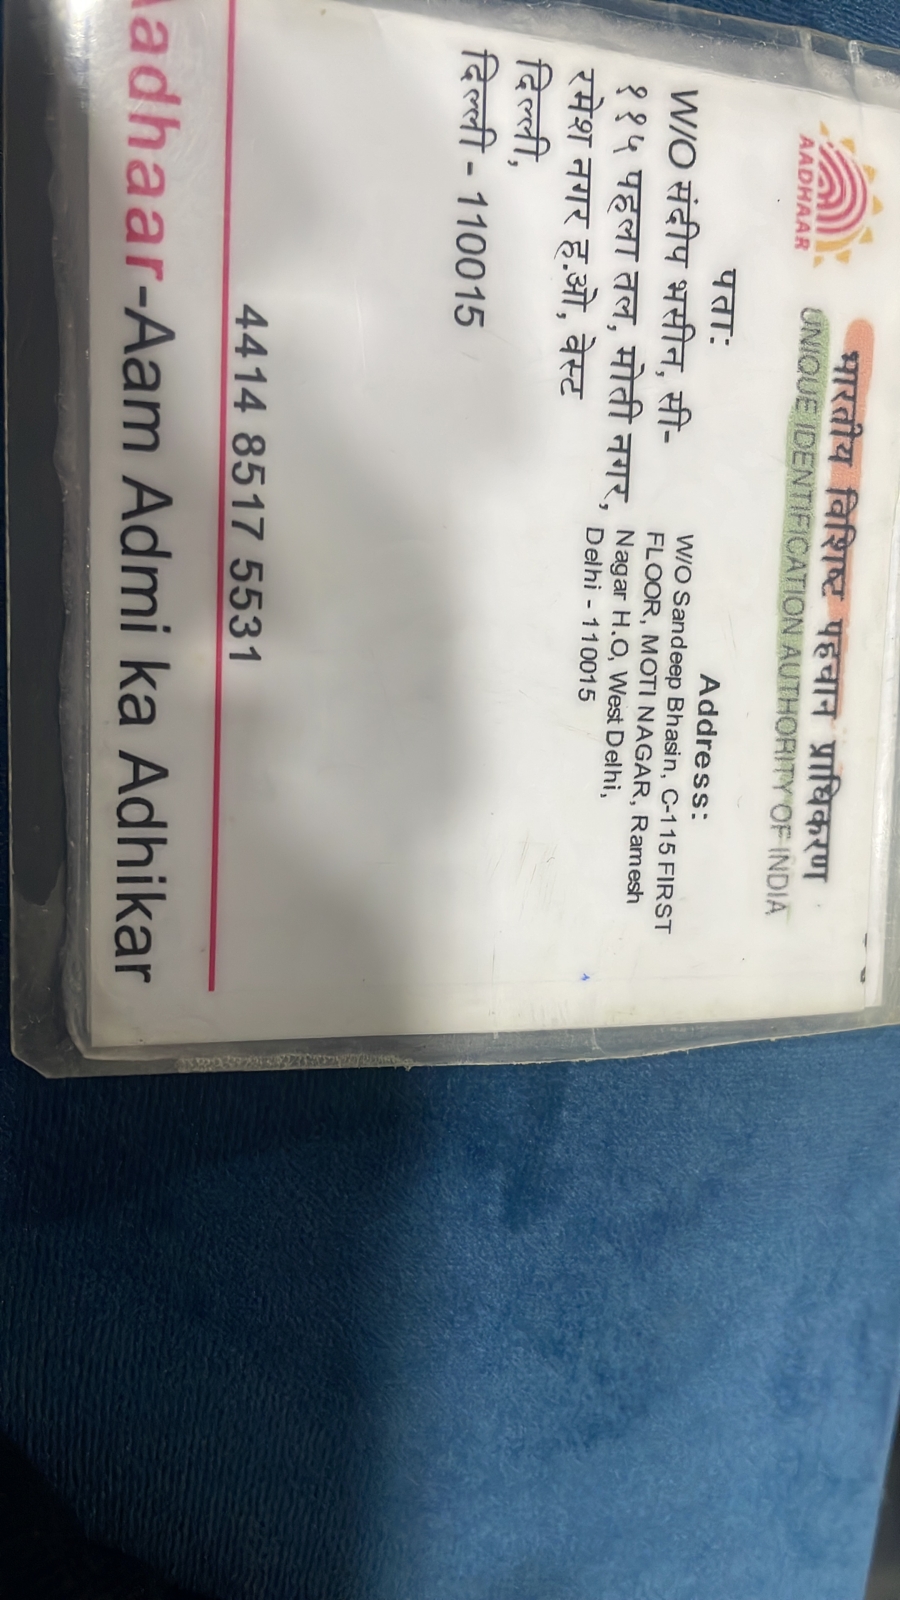 भारतीय विशिष्ट पहचान प्राधिकरण
UNIQUE IDENTIFICATION AUTHORITY OF INDIA
AADHAAR
पता:
W/O संदीप भसीन, सी-
११५ पहला तल, मोती नगर,
रमेश नगर ह.ओ, वेस्ट
दिल्ली,
दिल्ली - 110015
Address:
W/O Sandeep Bhasin, C-115 FIRST
FLOOR, MOTI NAGAR, Ramesh
Nagar H.O, West Delhi,
Delhi - 110015
4414 8517 5531
Aadhaar-Aam Admi ka Adhikar